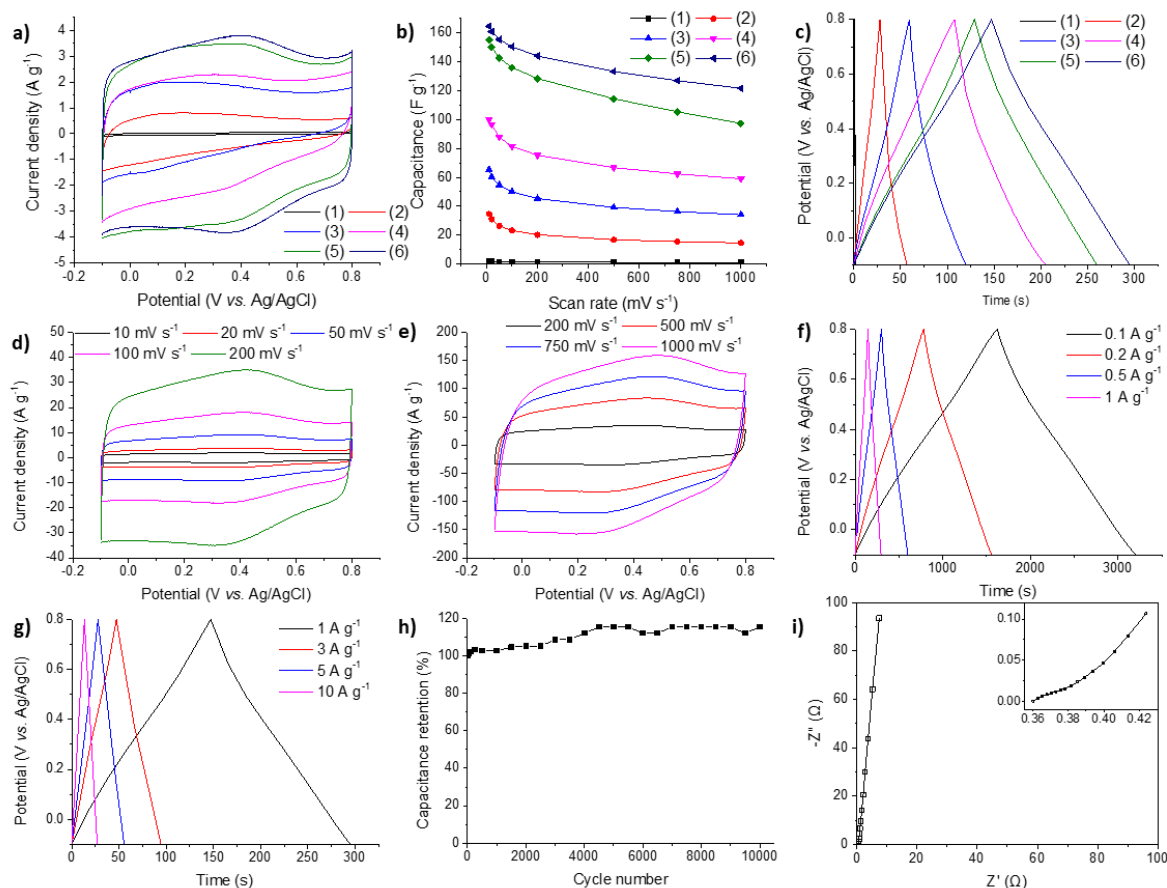 a)
4
3
2
1
0
-1
-2
-3
-4
-5
Current density (A g⁻¹)
(1) (2)
(3) (4)
(5) (6)
-0.2 0.0 0.2 0.4 0.6 0.8
Potential (V vs. Ag/AgCl)
b)
160
140
120
100
80
60
40
20
0
Capacitance (F g⁻¹)
(1) (2)
(3) (4)
(5) (6)
0 200 400 600 800 1000
Scan rate (mV s⁻¹)
c)
0.8
0.6
0.4
0.2
0.0
Potential (V vs. Ag/AgCl)
(1) (2)
(3) (4)
(5) (6)
0 50 100 150 200 250 300
Time (s)
d)
10 mV s⁻¹ 20 mV s⁻¹ 50 mV s⁻¹
100 mV s⁻¹ 200 mV s⁻¹
50
40
30
20
10
0
-10
-20
-30
-40
Current density (A g⁻¹)
-0.2 0.0 0.2 0.4 0.6 0.8
Potential (V vs. Ag/AgCl)
e)
200 mV s⁻¹ 500 mV s⁻¹
750 mV s⁻¹ 1000 mV s⁻¹
200
150
100
50
0
-50
-100
-150
-200
Current density (A g⁻¹)
-0.2 0.0 0.2 0.4 0.6 0.8
Potential (V vs. Ag/AgCl)
f)
0.8
0.6
0.4
0.2
0.0
Potential (V vs. Ag/AgCl)
0.1 A g⁻¹
0.2 A g⁻¹
0.5 A g⁻¹
1 A g⁻¹
0 1000 2000 3000
Time (s)
g)
0.8
0.6
0.4
0.2
0.0
Potential (V vs. Ag/AgCl)
1 A g⁻¹
3 A g⁻¹
5 A g⁻¹
10 A g⁻¹
0 50 100 150 200 250 300
Time (s)
h)
120
100
80
60
40
20
0
Capacitance retention (%)
0 2000 4000 6000 8000 10000
Cycle number
i)
100
80
60
40
20
0
-Z" (Ω)
0.10
0.05
0.00
0.36 0.38 0.40 0.42
0 20 40 60 80 100
Z' (Ω)